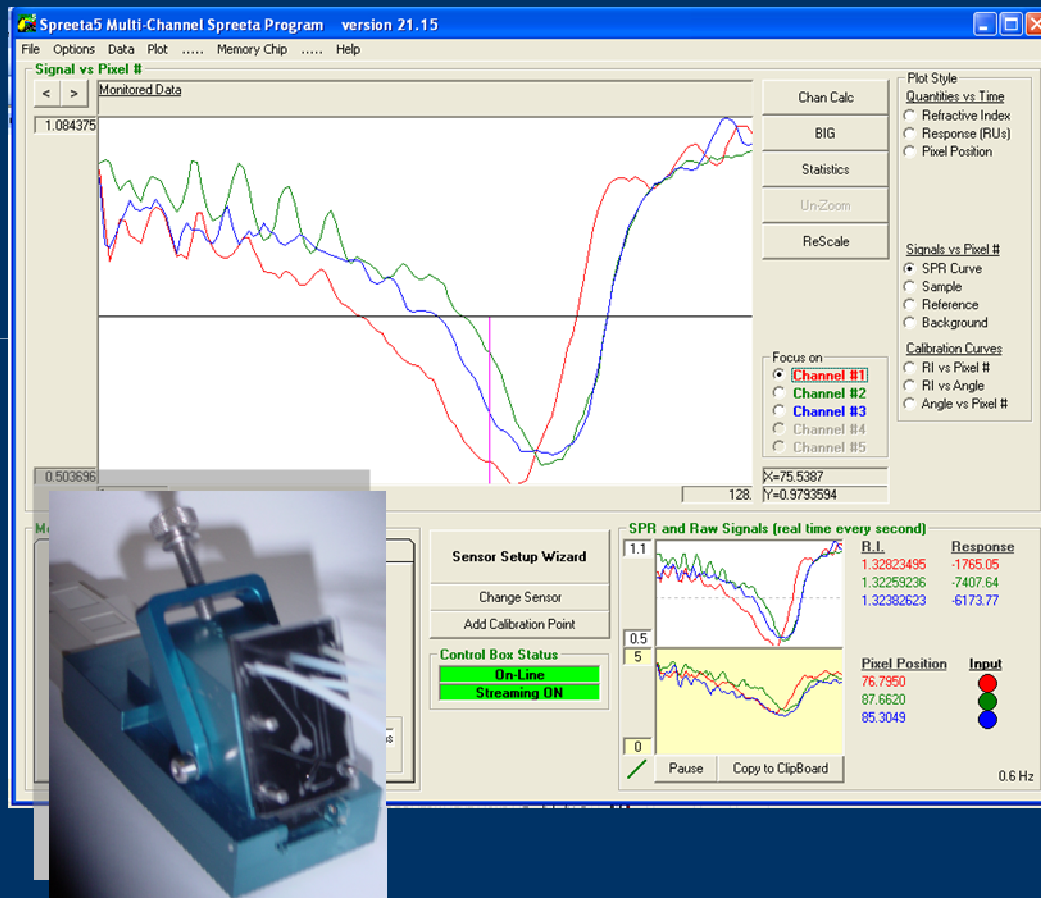 Spreeta5 Multi-Channel Spreeta Program version 21.15
File Options Data Plot ..... Memory Chip ..... Help
Signal vs Pixel #
< >
Monitored Data
1.084375
0.503696
128.
Chan Calc
BIG
Statistics
Un-Zoom
ReScale
Focus on
Channel #1
Channel #2
Channel #3
Channel #4
Channel #5
X=75.5387
Y=0.9793594
Plot Style
Quantities vs Time
Refractive Index
Response (RUs)
Pixel Position
Signals vs Pixel #
SPR Curve
Sample
Reference
Background
Calibration Curves
RI vs Pixel #
RI vs Angle
Angle vs Pixel #
Sensor Setup Wizard
Change Sensor
Add Calibration Point
Control Box Status
On-Line
Streaming ON
SPR and Raw Signals (real time every second)
1.1
0.5
5
0
Pause Copy to ClipBoard
R.I. Response
1.32823495 -1765.05
1.32259236 -7407.64
1.32382623 -6173.77
Pixel Position Input
76.7950
87.6620
85.3049
0.6 Hz